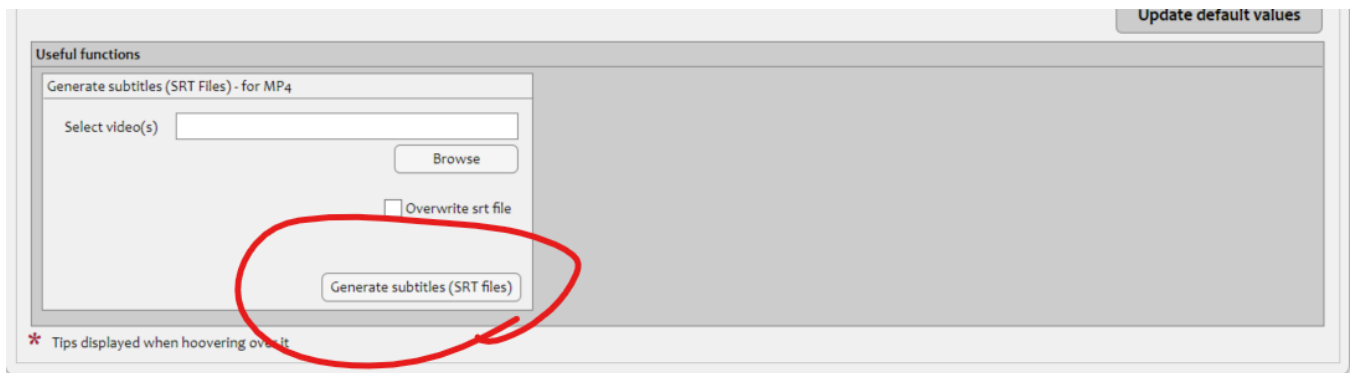 Update default values
Useful functions
Generate subtitles (SRT Files) - for MP4
Select video(s)
Browse
Overwrite srt file
Generate subtitles (SRT files)
* Tips displayed when hoovering over it